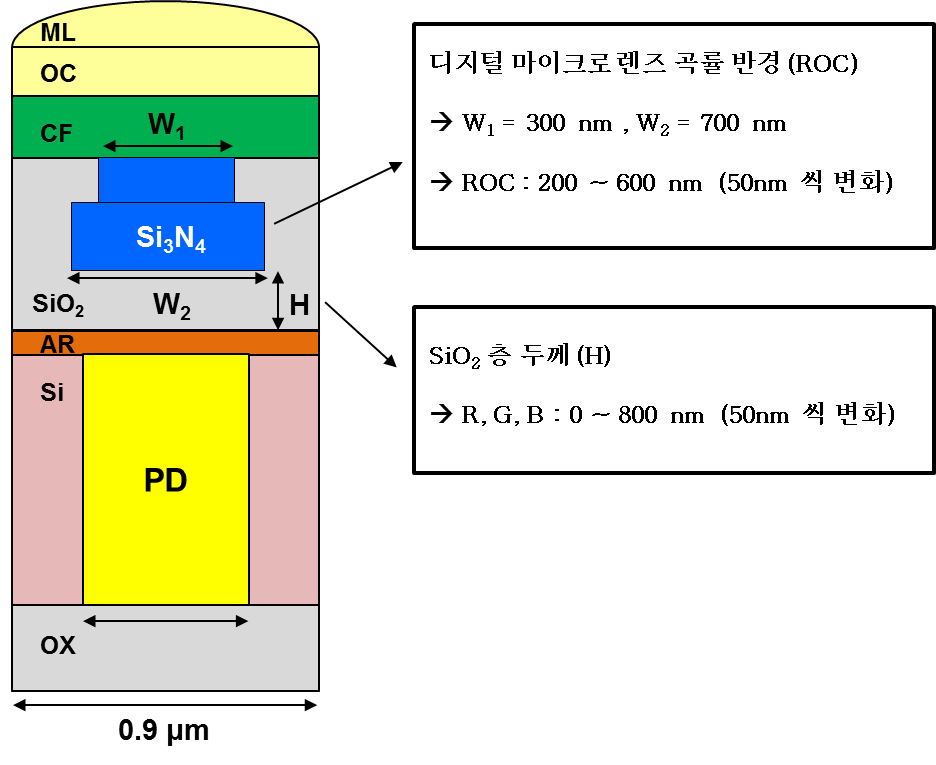 ML
OC
CF
W₁
Si₃N₄
SiO₂
W₂
H
AR
Si
PD
OX
0.9 μm
디지털 마이크로렌즈 곡률 반경 (ROC)
→ W₁ = 300 nm , W₂ = 700 nm
→ ROC : 200 ~ 600 nm (50nm 씩 변화)
SiO₂ 층 두께 (H)
→ R, G, B : 0 ~ 800 nm (50nm 씩 변화)